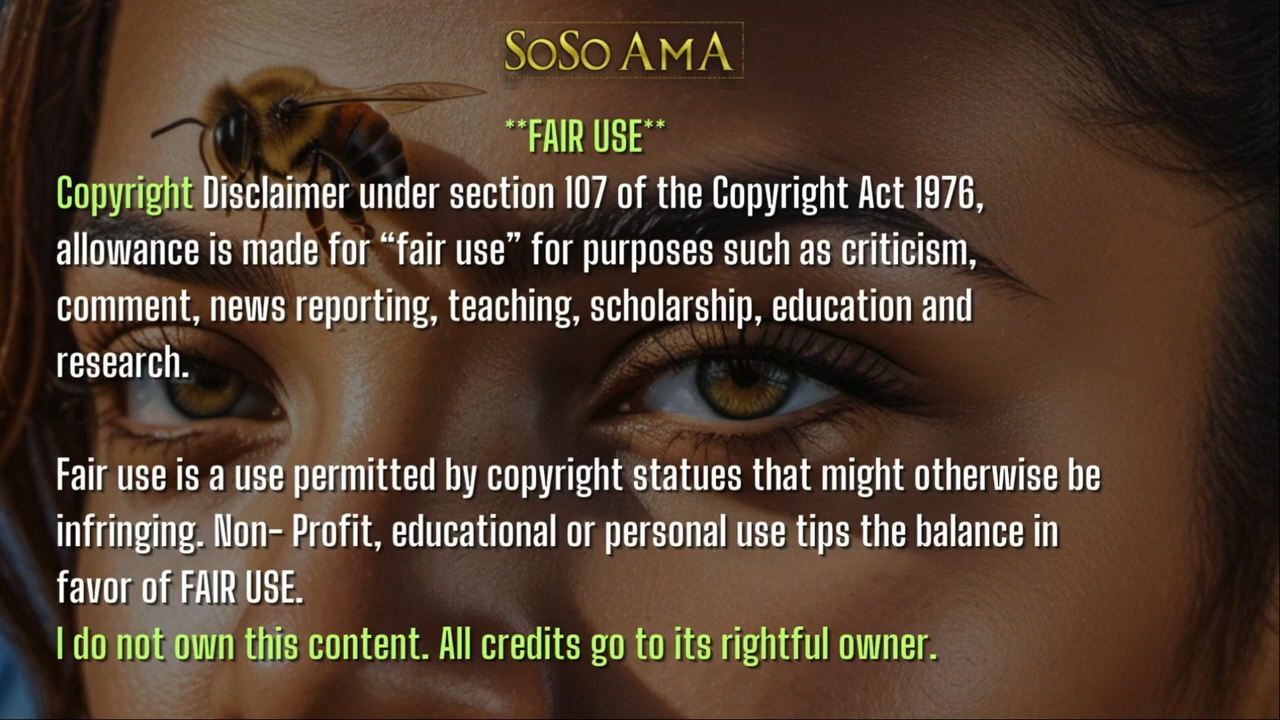 SOSO AMA
**FAIR USE**
Copyright Disclaimer under section 107 of the Copyright Act 1976,
allowance is made for “fair use” for purposes such as criticism,
comment, news reporting, teaching, scholarship, education and
research.
Fair use is a use permitted by copyright statues that might otherwise be
infringing. Non- Profit, educational or personal use tips the balance in
favor of FAIR USE.
I do not own this content. All credits go to its rightful owner.